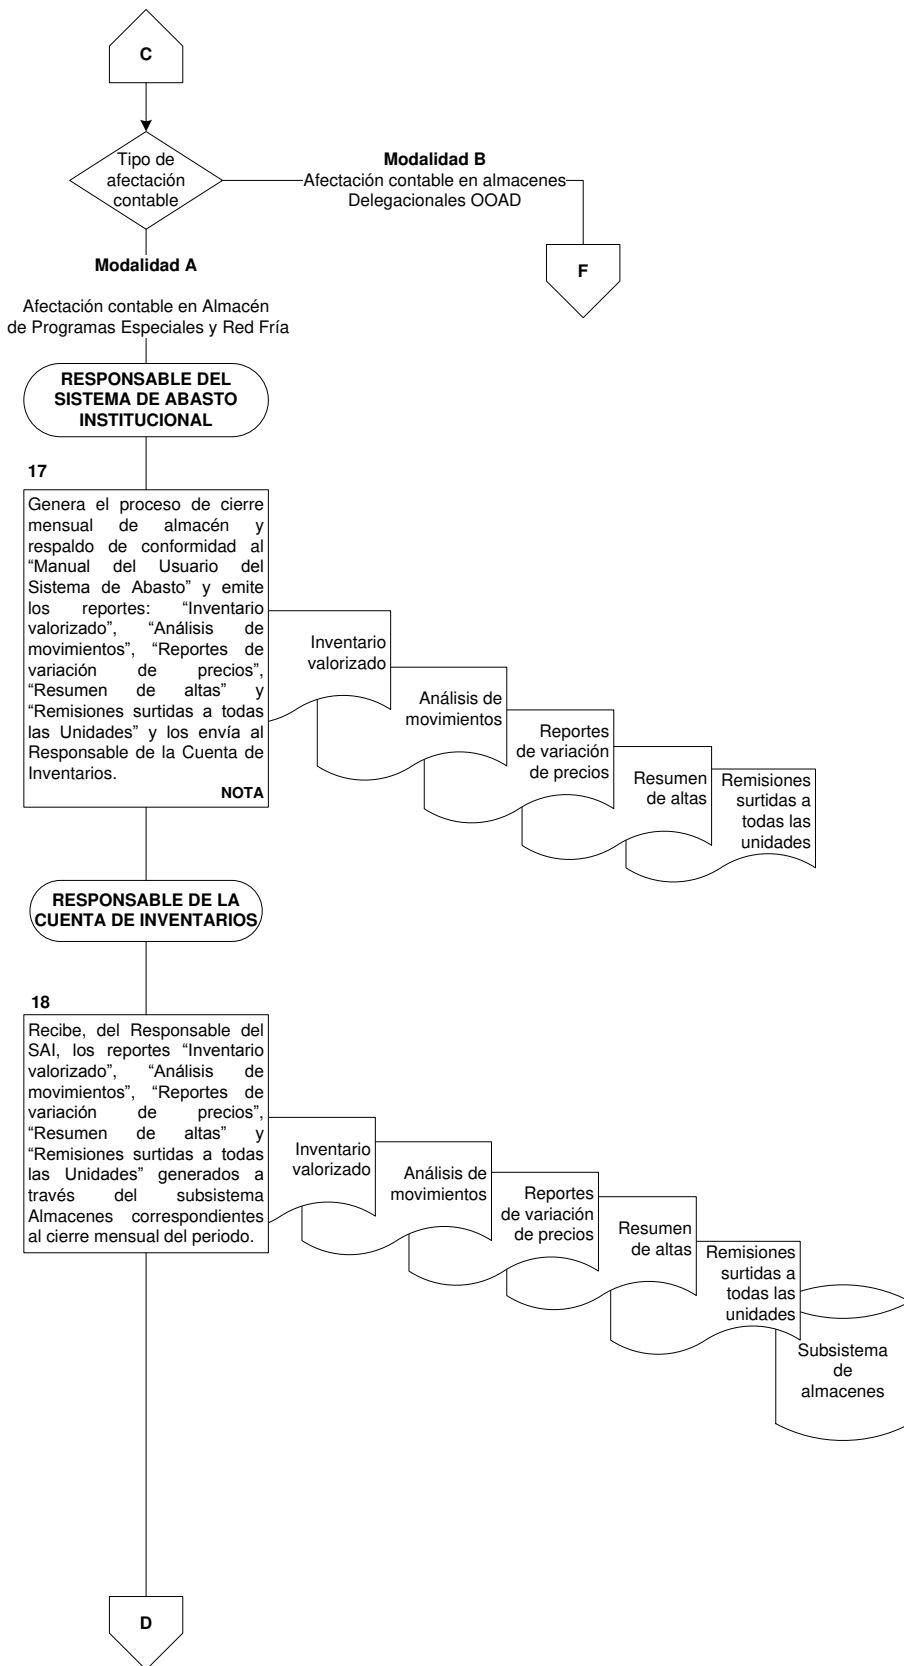 C
Tipo de
afectación
contable
Modalidad B
Afectación contable en almacenes
Delegacionales OOAD
F
Modalidad A
Afectación contable en Almacén
de Programas Especiales y Red Fría
RESPONSABLE DEL
SISTEMA DE ABASTO
INSTITUCIONAL
17
Genera el proceso de cierre
mensual de almacén y
respaldo de conformidad al
“Manual del Usuario del
Sistema de Abasto” y emite
los reportes: “Inventario
valorizado”, “Análisis de
movimientos”, “Reportes de
variación de precios”,
“Resumen de altas” y
“Remisiones surtidas a todas
las Unidades” y los envía al
Responsable de la Cuenta de
Inventarios.
NOTA
Inventario
valorizado
Análisis de
movimientos
Reportes
de variación
de precios
Resumen
de altas
Remisiones
surtidas a
todas las
unidades
RESPONSABLE DE LA
CUENTA DE INVENTARIOS
18
Recibe, del Responsable del
SAI, los reportes “Inventario
valorizado”, “Análisis de
movimientos”, “Reportes de
variación de precios”,
“Resumen de altas” y
“Remisiones surtidas a todas
las Unidades” generados a
través del subsistema
Almacenes correspondientes
al cierre mensual del periodo.
Inventario
valorizado
Análisis de
movimientos
Reportes
de variación
de precios
Resumen
de altas
Remisiones
surtidas a
todas las
unidades
Subsistema
de
almacenes
D